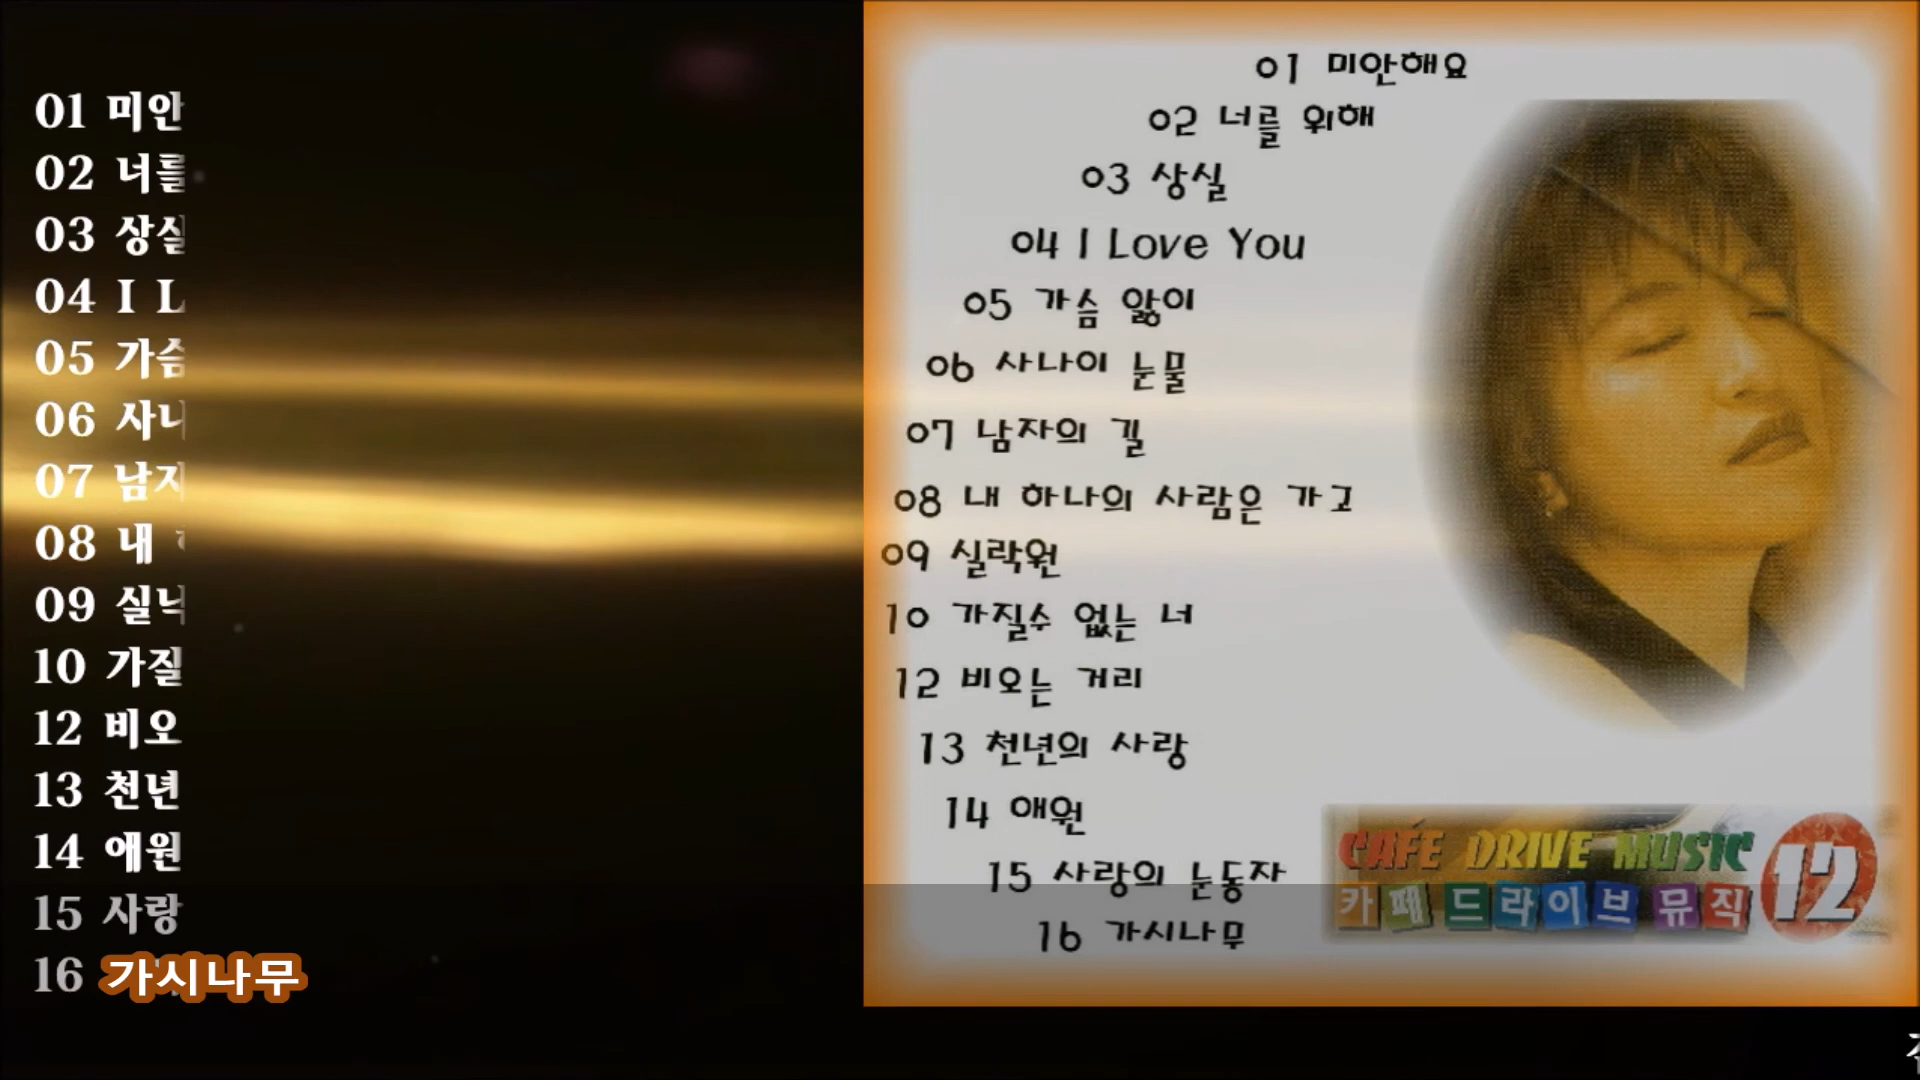 01 미안
02 너를
03 상실
04 I L
05 가슴
06 사나
07 남자
08 내
09 실낙
10 가질
12 비오
13 천년
14 애원
15 사랑
16 가시나무
01 미안해요
02 너를 위해
03 상실
04 I Love You
05 가슴 앓이
06 사나이 눈물
07 남자의 길
08 내 하나의 사람은 가고
09 실락원
10 가질수 없는 너
12 비오는 거리
13 천년의 사랑
14 애원
15 사랑의 눈동자
16 가시나무
CAFE DRIVE MUSIC
카페 드라이브 뮤직
12